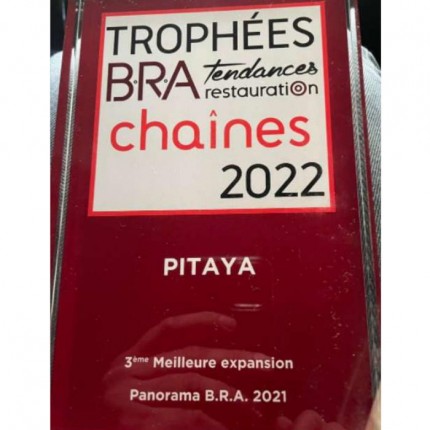 TROPHÉES
B•R•A Tendances
restauration
chaînes
2022
PITAYA
3ème Meilleure expansion
Panorama B.R.A. 2021